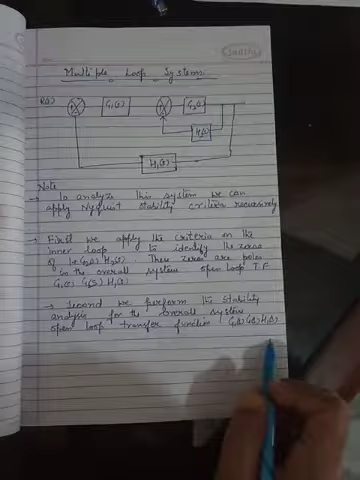 Sundaram
Multiple Loop Systems
R(s) G1(s) G2(s)
H2(s)
H1(s)
Note
→ To analyze this system we can
apply Nyquist stability criteria recursively
→ First we apply the criteria on the
inner loop to identify the zeros
of 1+G2(s) H2(s). These zeros are poles
in the overall system open loop T.F
G1(s) G2(s) H1(s)
→ Second we perform the stability
analysis for the overall system
open loop transfer function G1(s)G2(s)H1(s)